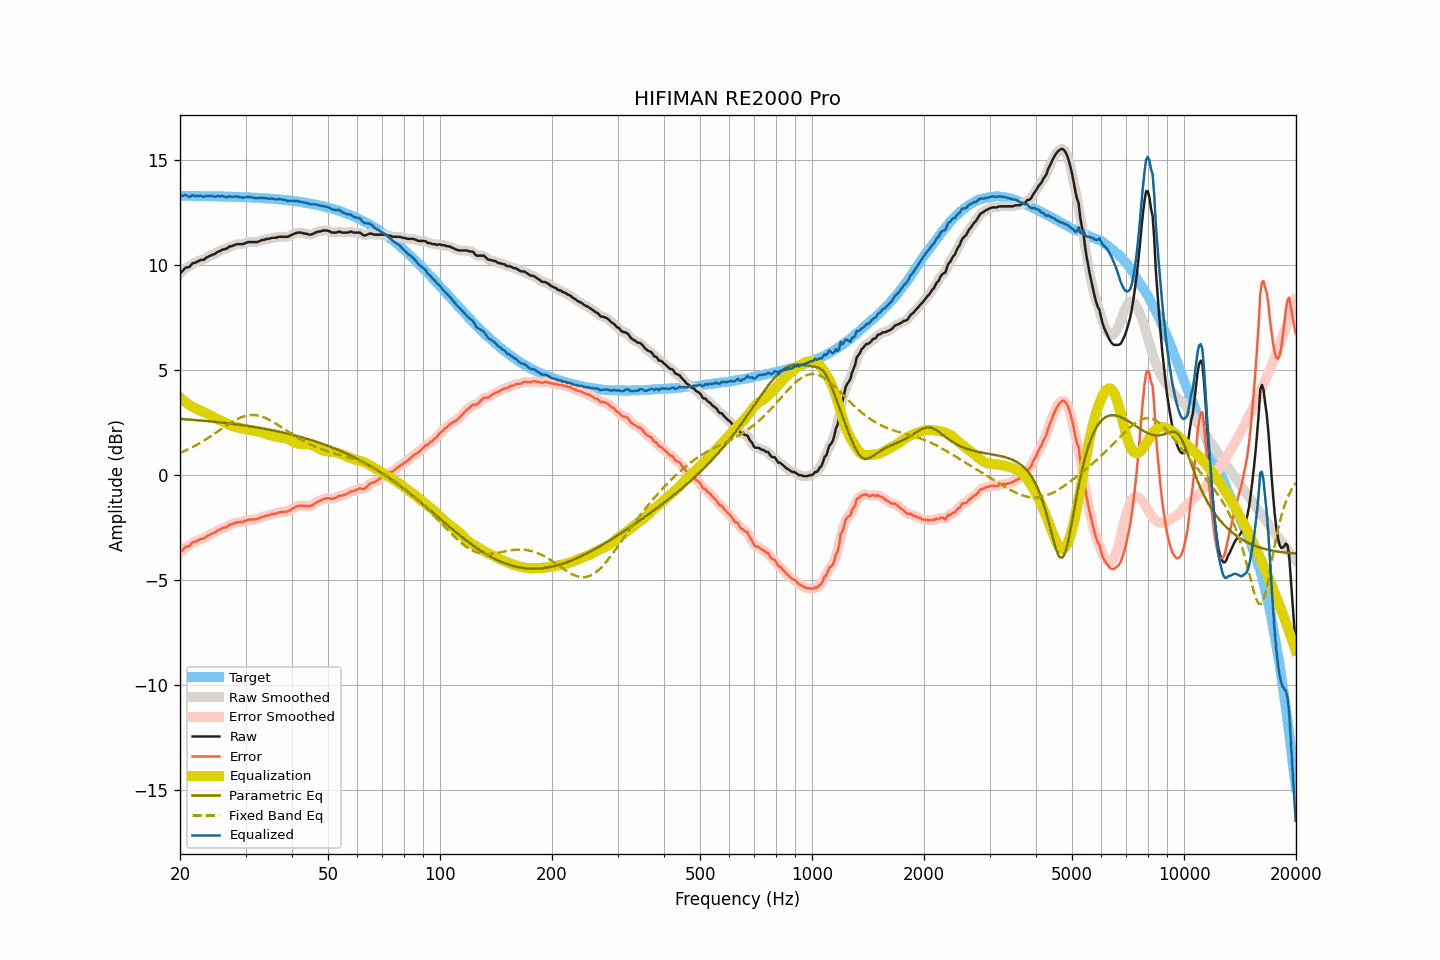 HIFIMAN RE2000 Pro
Amplitude (dBr)
15
10
5
0
−5
−10
−15
Target
Raw Smoothed
Error Smoothed
Raw
Error
Equalization
Parametric Eq
Fixed Band Eq
Equalized
20 50 100 200 500 1000 2000 5000 10000 20000
Frequency (Hz)